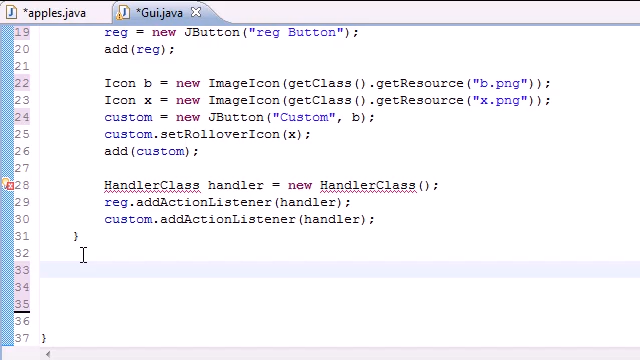 *apples.java *Gui.java
19 reg = new JButton("reg Button");
20 add(reg);
21
22 Icon b = new ImageIcon(getClass().getResource("b.png"));
23 Icon x = new ImageIcon(getClass().getResource("x.png"));
24 custom = new JButton("Custom", b);
25 custom.setRolloverIcon(x);
26 add(custom);
27
28 HandlerClass handler = new HandlerClass();
29 reg.addActionListener(handler);
30 custom.addActionListener(handler);
31 }
32
33
34
35
36
37 }